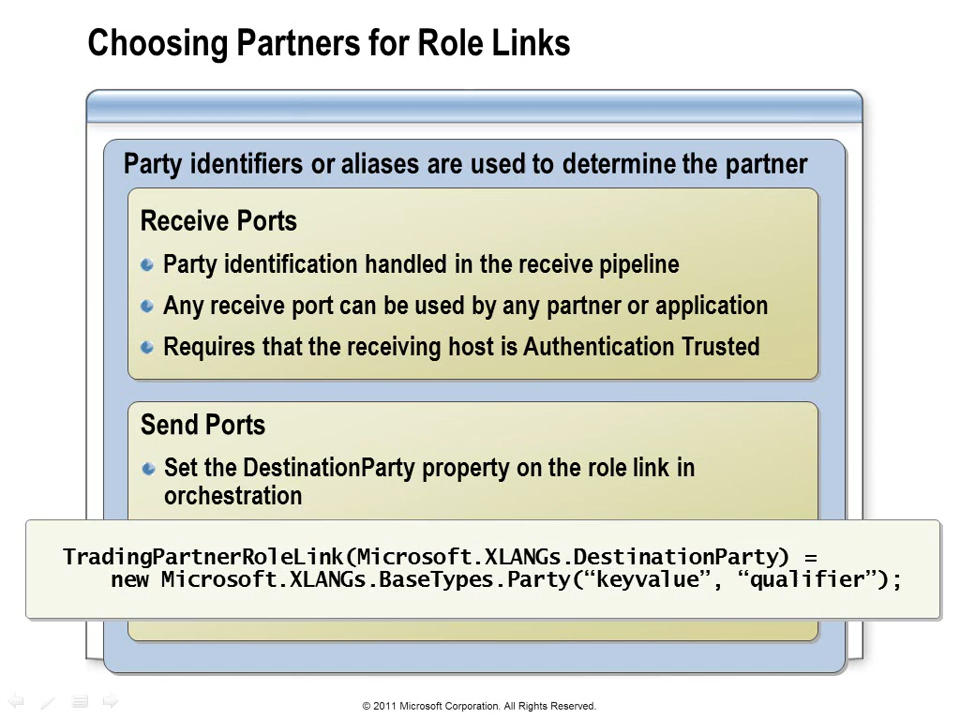 Choosing Partners for Role Links
Party identifiers or aliases are used to determine the partner
Receive Ports
Party identification handled in the receive pipeline
Any receive port can be used by any partner or application
Requires that the receiving host is Authentication Trusted
Send Ports
Set the DestinationParty property on the role link in
orchestration
TradingPartnerRoleLink(Microsoft.XLANGs.DestinationParty) =
new Microsoft.XLANGs.BaseTypes.Party(“keyvalue”, “qualifier”);
© 2011 Microsoft Corporation. All Rights Reserved.